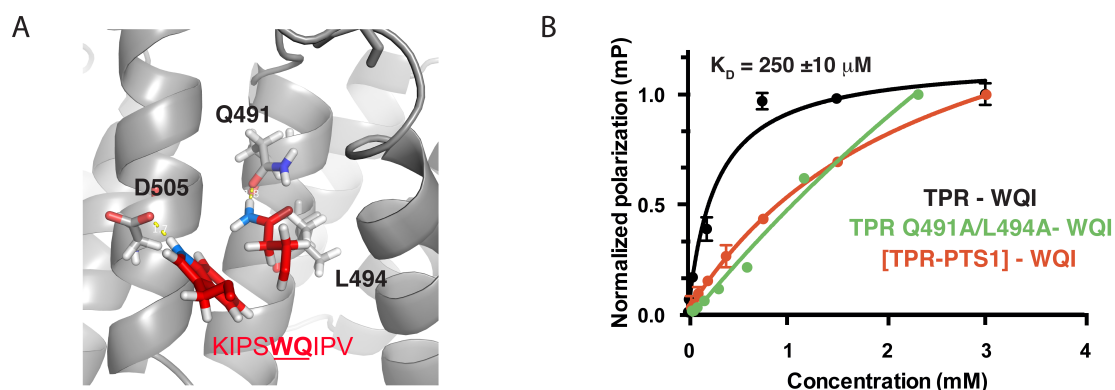 A
Q491
D505
L494
KIPSWQIPV
B
Normalized polarization (mP)
1.0
0.5
0.0
K_D = 250 ±10 μM
TPR - WQI
TPR Q491A/L494A- WQI
[TPR-PTS1] - WQI
0 1 2 3 4
Concentration (mM)